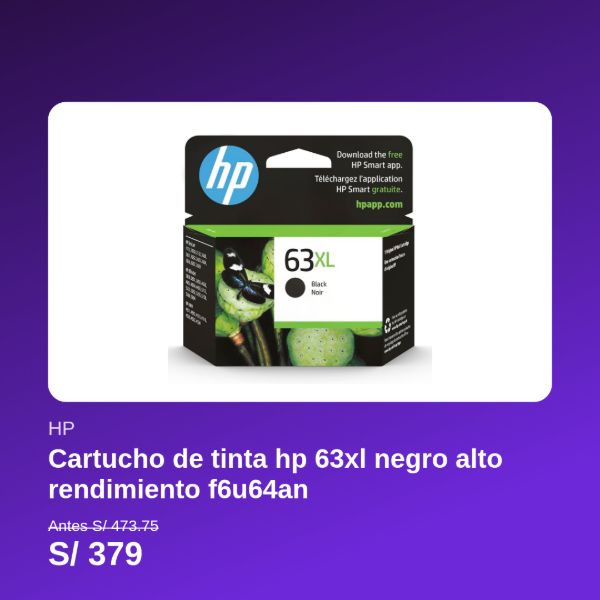 hp
Download the free
HP Smart app.
Téléchargez l'application
HP Smart gratuite.
hpapp.com
63XL
Black
Noir
HP
Cartucho de tinta hp 63xl negro alto
rendimiento f6u64an
Antes S/ 473.75
S/ 379